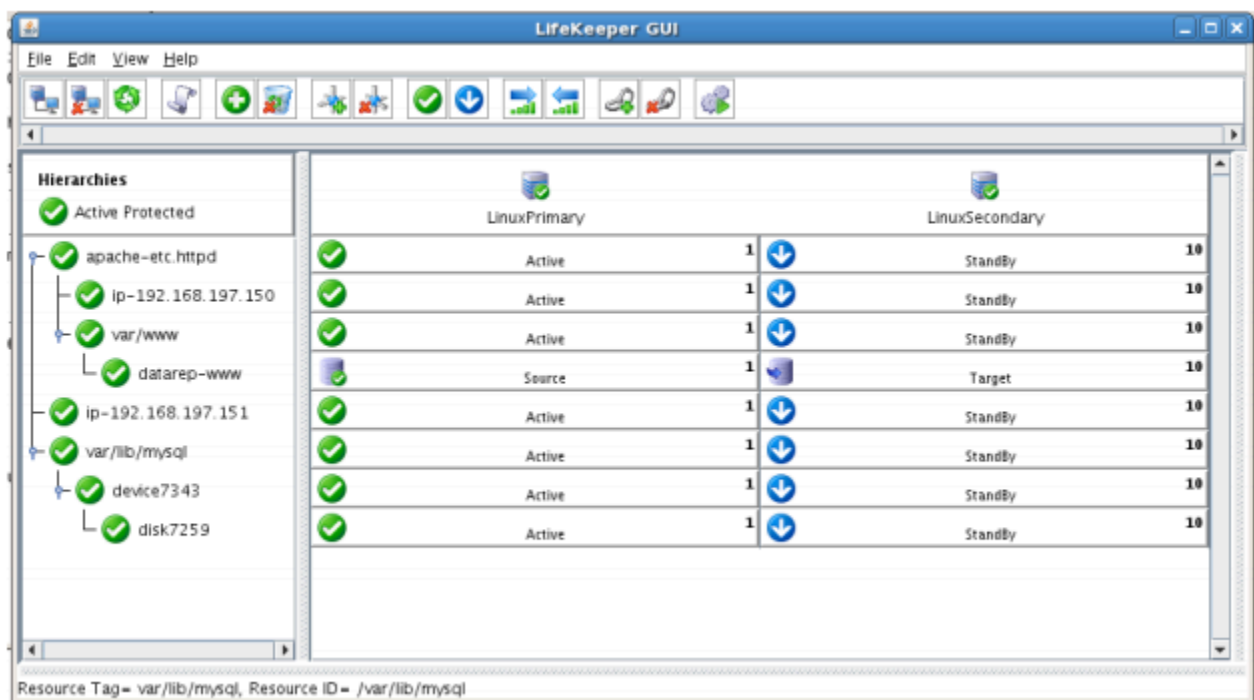 LifeKeeper GUI
File Edit View Help
Hierarchies
Active Protected
LinuxPrimary LinuxSecondary
apache-etc.httpd Active 1 StandBy 10
ip-192.168.197.150 Active 1 StandBy 10
var/www Active 1 StandBy 10
datarep-www Source 1 Target 10
ip-192.168.197.151 Active 1 StandBy 10
var/lib/mysql Active 1 StandBy 10
device7343 Active 1 StandBy 10
disk7259 Active 1 StandBy 10
Resource Tag= var/lib/mysql, Resource ID= /var/lib/mysql